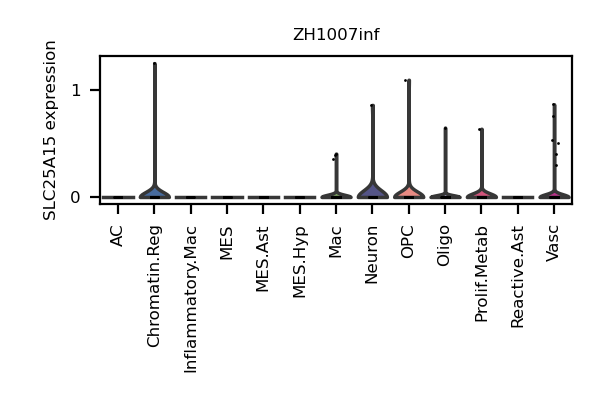 ZH1007inf
SLC25A15 expression
1
0
AC
Chromatin.Reg
Inflammatory.Mac
MES
MES.Ast
MES.Hyp
Mac
Neuron
OPC
Oligo
Prolif.Metab
Reactive.Ast
Vasc